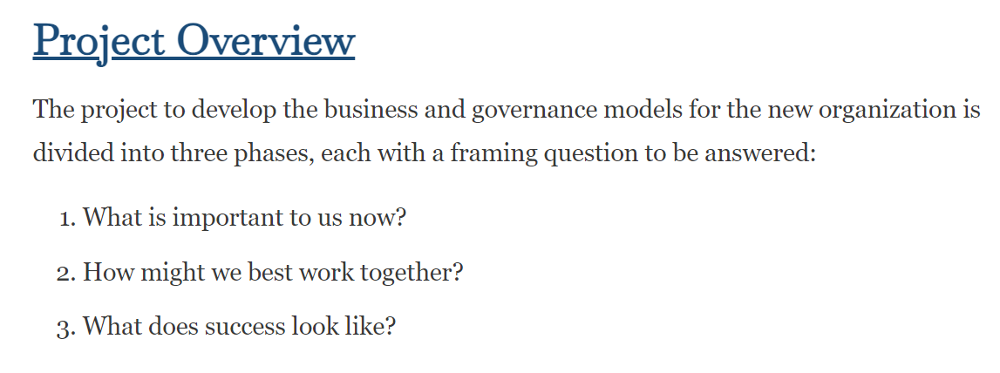 Project Overview
The project to develop the business and governance models for the new organization is
divided into three phases, each with a framing question to be answered:
1. What is important to us now?
2. How might we best work together?
3. What does success look like?